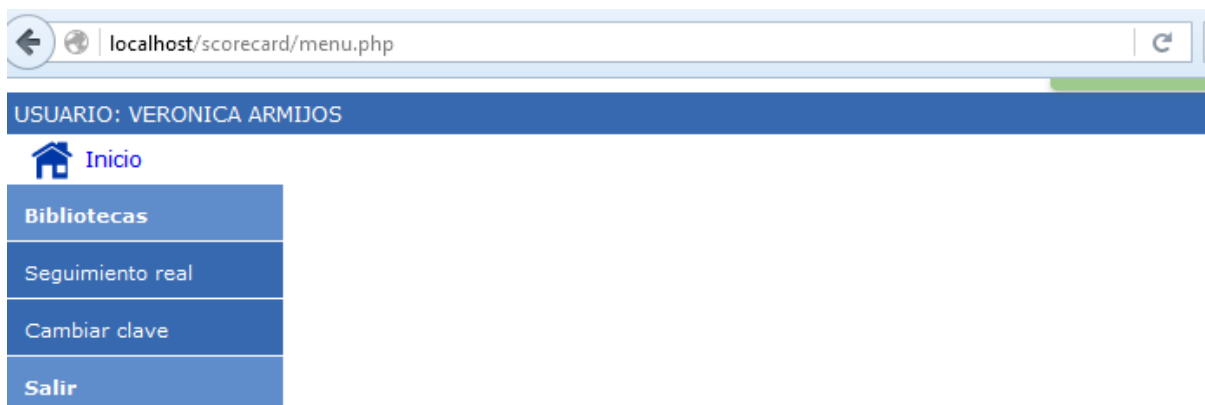 localhost/scorecard/menu.php
USUARIO: VERONICA ARMIJOS
Inicio
Bibliotecas
Seguimiento real
Cambiar clave
Salir